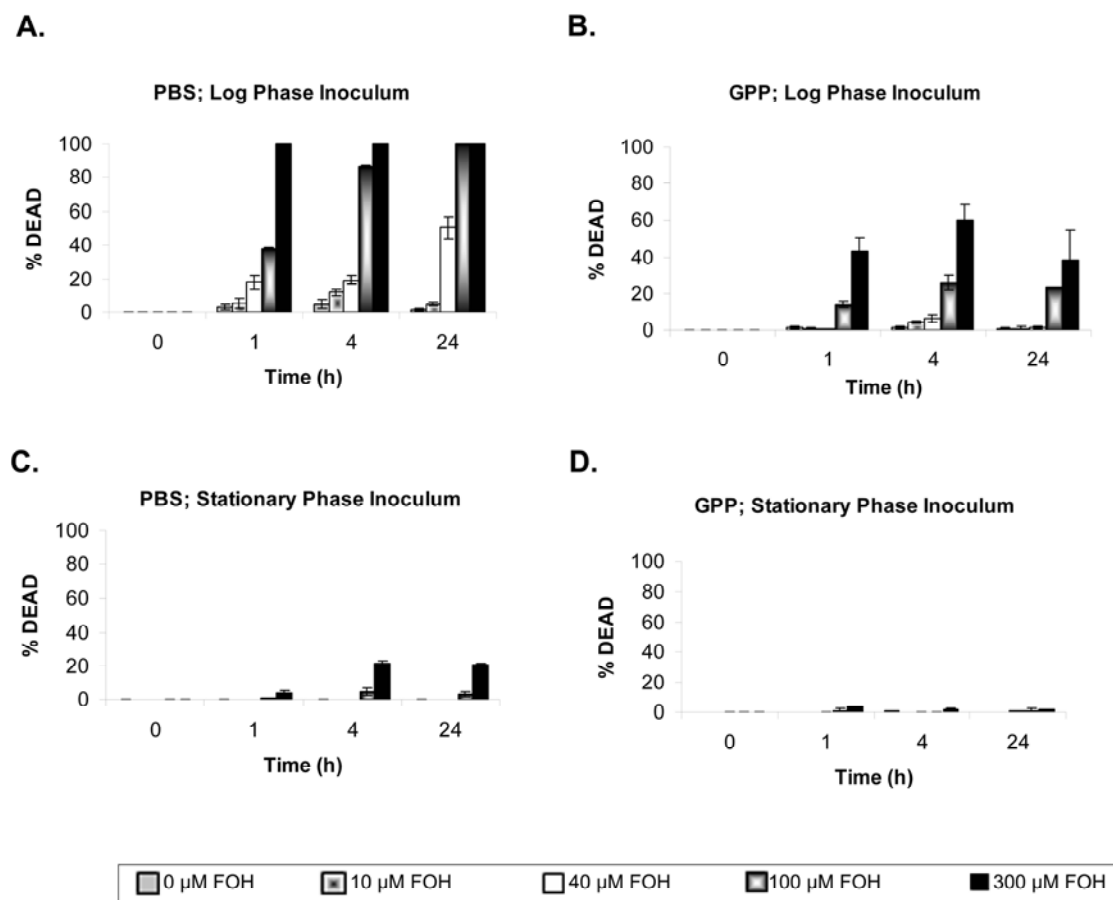 A.
PBS; Log Phase Inoculum
% DEAD
100
80
60
40
20
0
0 1 4 24
Time (h)
B.
GPP; Log Phase Inoculum
% DEAD
100
80
60
40
20
0
0 1 4 24
Time (h)
C.
PBS; Stationary Phase Inoculum
% DEAD
100
80
60
40
20
0
0 1 4 24
Time (h)
D.
GPP; Stationary Phase Inoculum
% DEAD
100
80
60
40
20
0
0 1 4 24
Time (h)
0 µM FOH 10 µM FOH 40 µM FOH 100 µM FOH 300 µM FOH